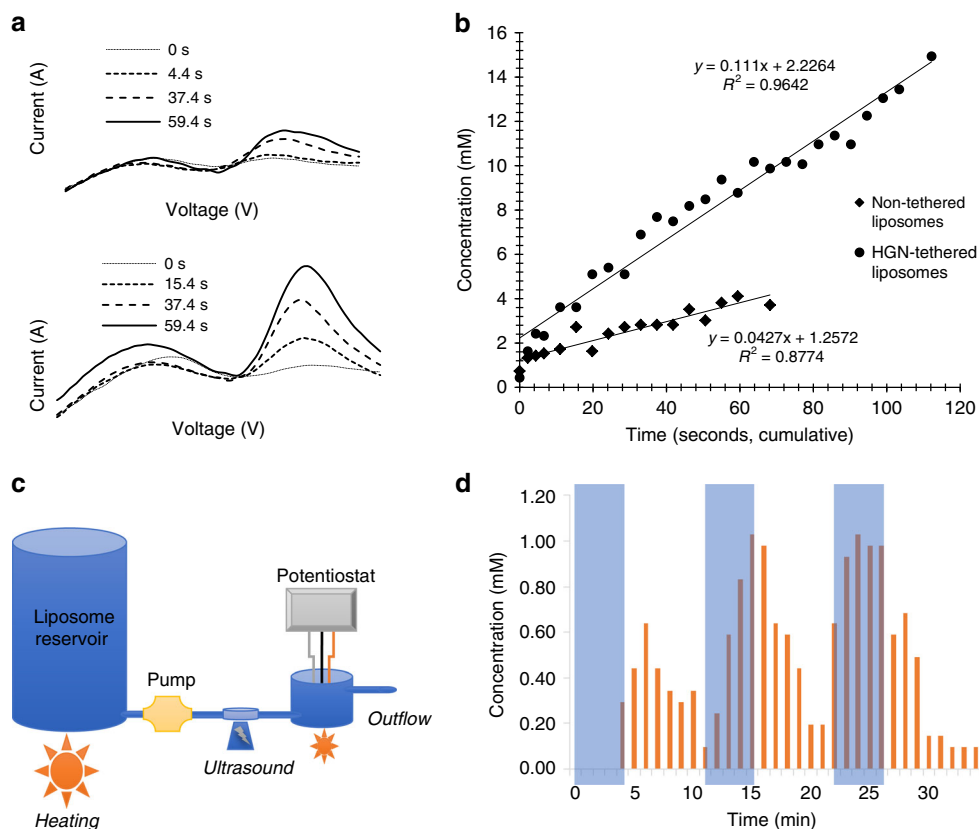 a
0 s
4.4 s
37.4 s
59.4 s
Current (A)
Voltage (V)
0 s
15.4 s
37.4 s
59.4 s
Current (A)
Voltage (V)
b
16
14
12
10
8
6
4
2
0
Concentration (mM)
y = 0.111x + 2.2264
R² = 0.9642
Non-tethered
liposomes
HGN-tethered
liposomes
y = 0.0427x + 1.2572
R² = 0.8774
0 20 40 60 80 100 120
Time (seconds, cumulative)
c
Liposome
reservoir
Pump
Potentiostat
Outflow
Ultrasound
Heating
d
1.20
1.00
0.80
0.60
0.40
0.20
0.00
Concentration (mM)
0 5 10 15 20 25 30
Time (min)